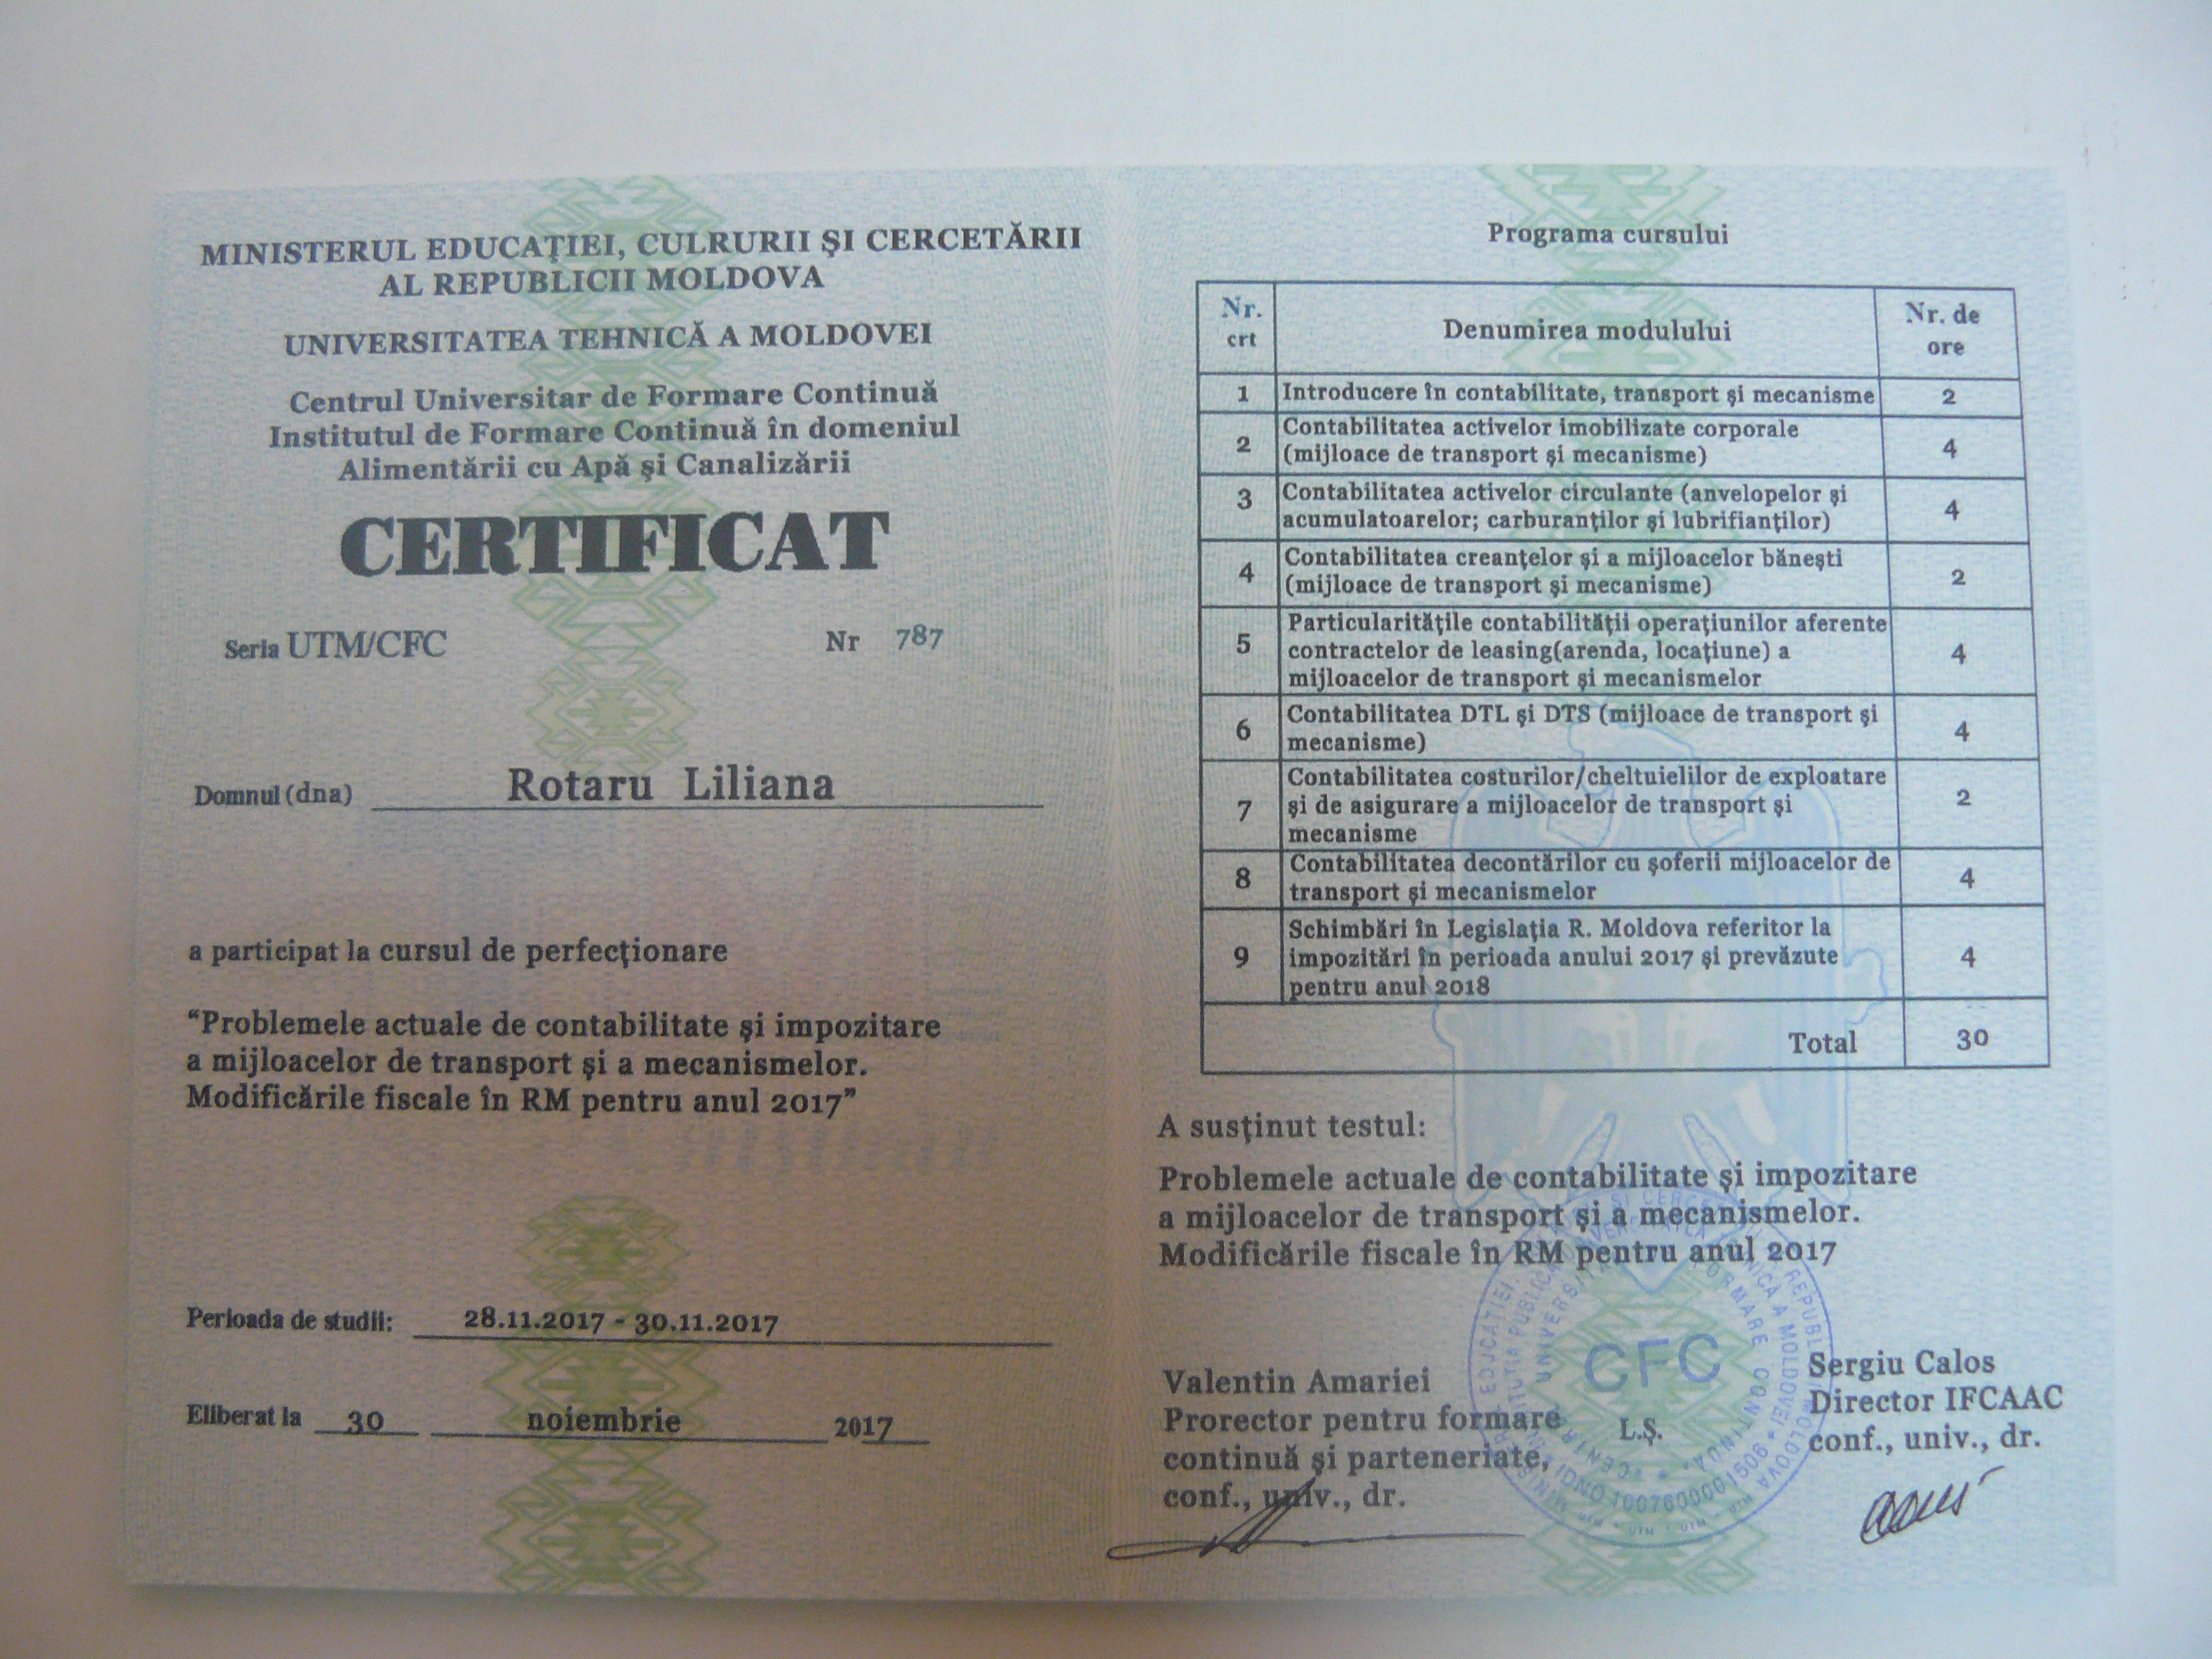 MINISTERUL EDUCAŢIEI, CULRURII ŞI CERCETĂRII
AL REPUBLICII MOLDOVA
UNIVERSITATEA TEHNICĂ A MOLDOVEI
Centrul Universitar de Formare Continuă
Institutul de Formare Continuă în domeniul
Alimentării cu Apă şi Canalizării
CERTIFICAT
Seria UTM/CFC Nr 787
Domnul (dna) Rotaru Liliana
a participat la cursul de perfecţionare
“Problemele actuale de contabilitate şi impozitare
a mijloacelor de transport şi a mecanismelor.
Modificările fiscale în RM pentru anul 2017”
Perioada de studii: 28.11.2017 - 30.11.2017
Eliberat la 30 noiembrie 2017
Programa cursului
Nr. crt Denumirea modulului Nr. de ore
1 Introducere în contabilitate, transport şi mecanisme 2
2 Contabilitatea activelor imobilizate corporale
(mijloace de transport şi mecanisme) 4
3 Contabilitatea activelor circulante (anvelopelor şi
acumulatoarelor; carburanţilor şi lubrifianţilor) 4
4 Contabilitatea creanţelor şi a mijloacelor băneşti
(mijloace de transport şi mecanisme) 2
5 Particularităţile contabilităţii operaţiunilor aferente
contractelor de leasing(arenda, locaţiune) a
mijloacelor de transport şi mecanismelor 4
6 Contabilitatea DTL şi DTS (mijloace de transport şi
mecanisme) 4
7 Contabilitatea costurilor/cheltuielilor de exploatare
şi de asigurare a mijloacelor de transport şi
mecanisme 2
8 Contabilitatea decontărilor cu şoferii mijloacelor de
transport şi mecanismelor 4
9 Schimbări în Legislaţia R. Moldova referitor la
impozitări în perioada anului 2017 şi prevăzute
pentru anul 2018 4
Total 30
A susţinut testul:
Problemele actuale de contabilitate şi impozitare
a mijloacelor de transport şi a mecanismelor.
Modificările fiscale în RM pentru anul 2017
Valentin Amariei
Prorector pentru formare
continuă şi parteneriate,
conf., univ., dr.
CFC
L.Ş.
Sergiu Calos
Director IFCAAC
conf., univ., dr.